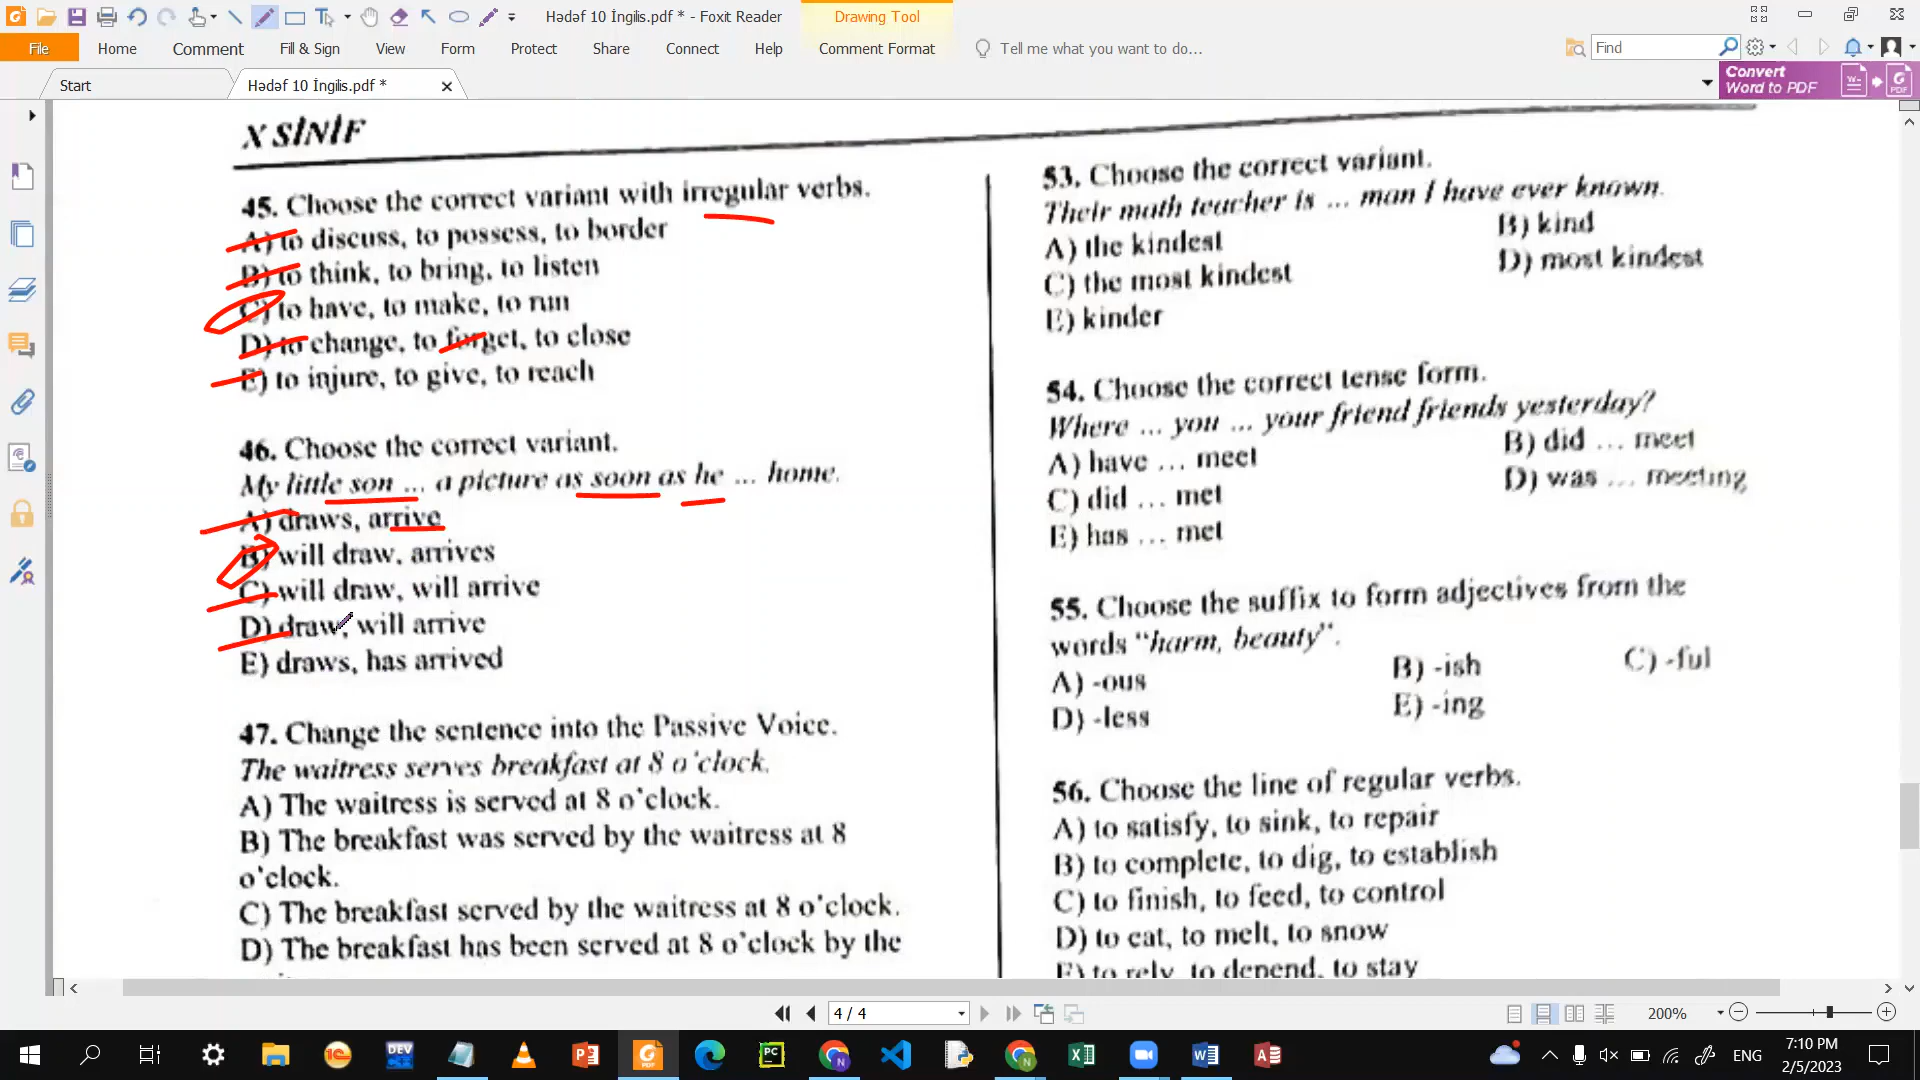 Hədəf 10 İngilis.pdf * - Foxit Reader
Drawing Tool
File
Home
Comment
Fill & Sign
View
Form
Protect
Share
Connect
Help
Comment Format
Tell me what you want to do...
Find
Start
Hədəf 10 İngilis.pdf *
Convert
Word to PDF
X SİNİF
45. Choose the correct variant with irregular verbs.
A) to discuss, to possess, to border
B) to think, to bring, to listen
C) to have, to make, to run
D) to change, to forget, to close
E) to injure, to give, to reach
46. Choose the correct variant.
My little son ... a picture as soon as he ... home.
A) draws, arrive
B) will draw, arrives
C) will draw, will arrive
D) draw, will arrive
E) draws, has arrived
47. Change the sentence into the Passive Voice.
The waitress serves breakfast at 8 o'clock.
A) The waitress is served at 8 o'clock.
B) The breakfast was served by the waitress at 8
o'clock.
C) The breakfast served by the waitress at 8 o'clock.
D) The breakfast has been served at 8 o'clock by the
53. Choose the correct variant.
Their math teacher is ... man I have ever known.
A) the kindest
B) kind
C) the most kindest
D) most kindest
E) kinder
54. Choose the correct tense form.
Where ... you ... your friend friends yesterday?
A) have ... meet
B) did ... meet
C) did ... met
D) was ... meeting
E) has ... met
55. Choose the suffix to form adjectives from the
words "harm, beauty".
A) -ous
B) -ish
C) -ful
D) -less
E) -ing
56. Choose the line of regular verbs.
A) to satisfy, to sink, to repair
B) to complete, to dig, to establish
C) to finish, to feed, to control
D) to eat, to melt, to snow
E) to rely, to depend, to stay
4 / 4
200%
ENG
7:10 PM
2/5/2023